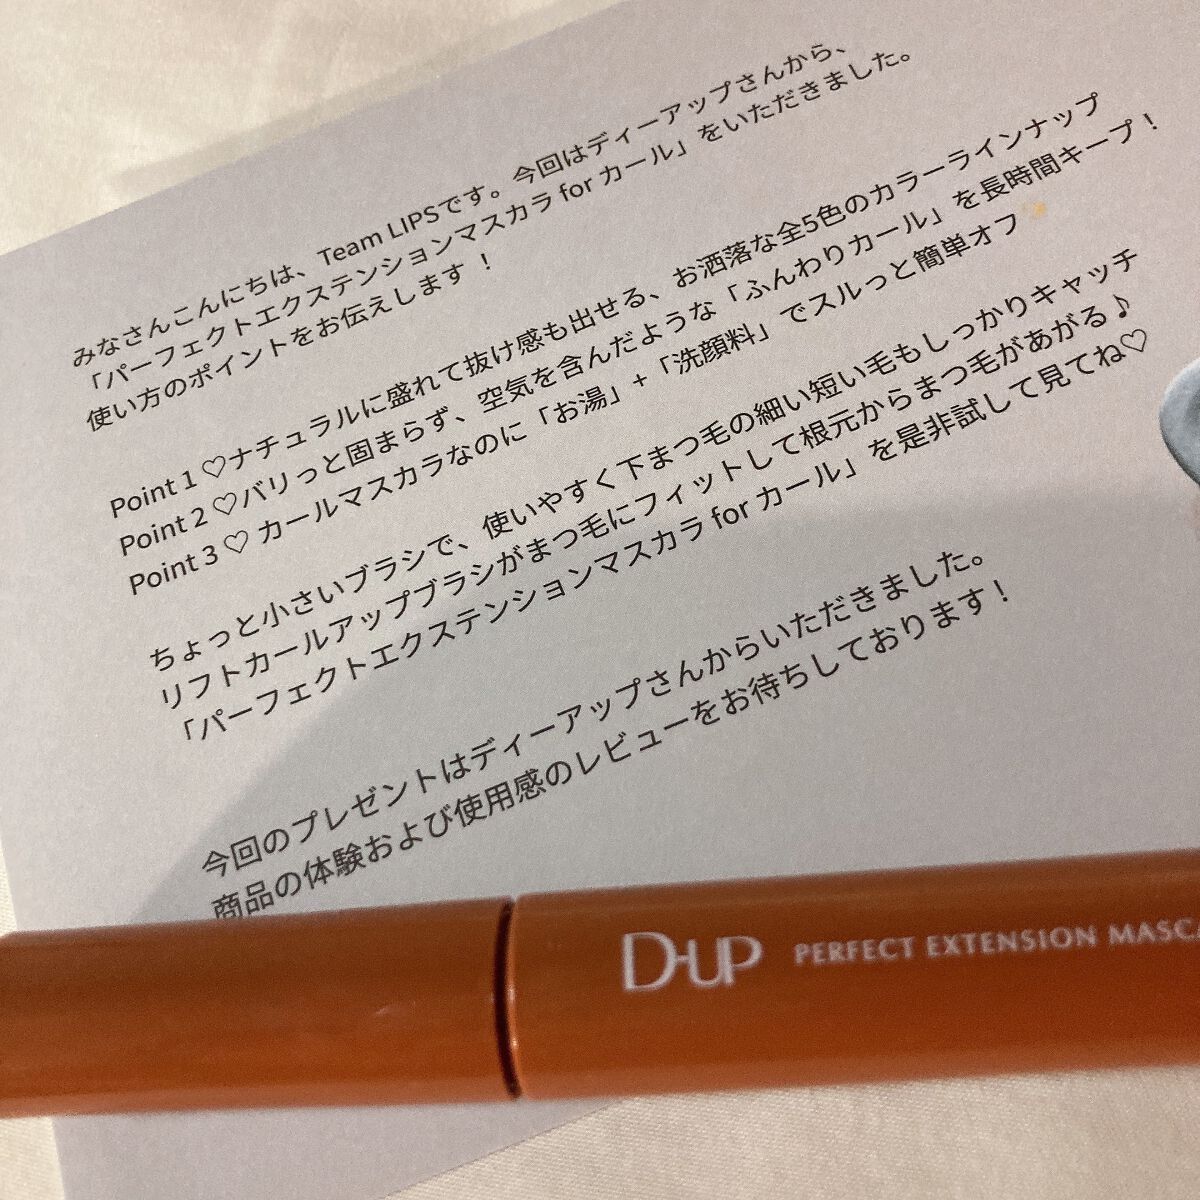 みなさんこんにちは、Team LIPSです。今回はディーアップさんから、
「パーフェクトエクステンションマスカラ for カール」をいただきました。
使い方のポイントをお伝えします！
Point 1 ♡ナチュラルに盛れて抜け感も出せる、お洒落な全5色のカラーラインナップ
Point 2 ♡バリっと固まらず、空気を含んだような「ふんわりカール」を長時間キープ！
Point 3 ♡ カールマスカラなのに「お湯」+「洗顔料」でスルっと簡単オフ✨
ちょっと小さいブラシで、使いやすく下まつ毛の細い短い毛もしっかりキャッチ
リフトカールアップブラシがまつ毛にフィットして根元からまつ毛があがる♪
「パーフェクトエクステンションマスカラ for カール」を是非試して見てね♡
今回のプレゼントはディーアップさんからいただきました。
商品の体験および使用感のレビューをお待ちしております！
D-UP PERFECT EXTENSION MASCA